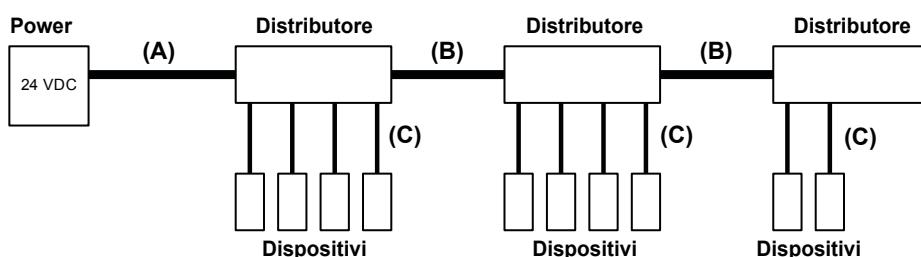 Power
Distributore
Distributore
Distributore
(A)
(B)
(B)
24 VDC
(C)
(C)
(C)
Dispositivi
Dispositivi
Dispositivi